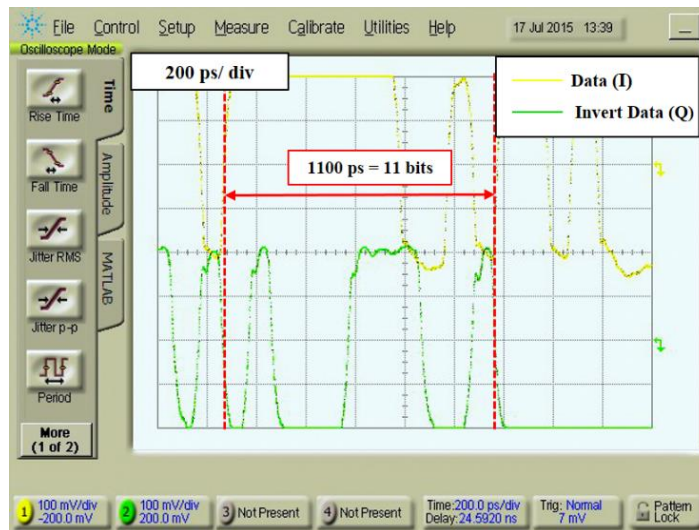 File Control Setup Measure Calibrate Utilities Help 17 Jul 2015 13:39
Oscilloscope Mode
200 ps/ div
Data (I)
Invert Data (Q)
1100 ps = 11 bits
Time
Amplitude
MATLAB
Rise Time
Fall Time
Jitter RMS
Jitter p-p
Period
More
(1 of 2)
1 100 mV/div
-200.0 mV
2 100 mV/div
200.0 mV
3 Not Present
4 Not Present
Time:200.0 ps/div
Delay:24.5920 ns
Trig: Normal
7 mV
Pattern
Lock